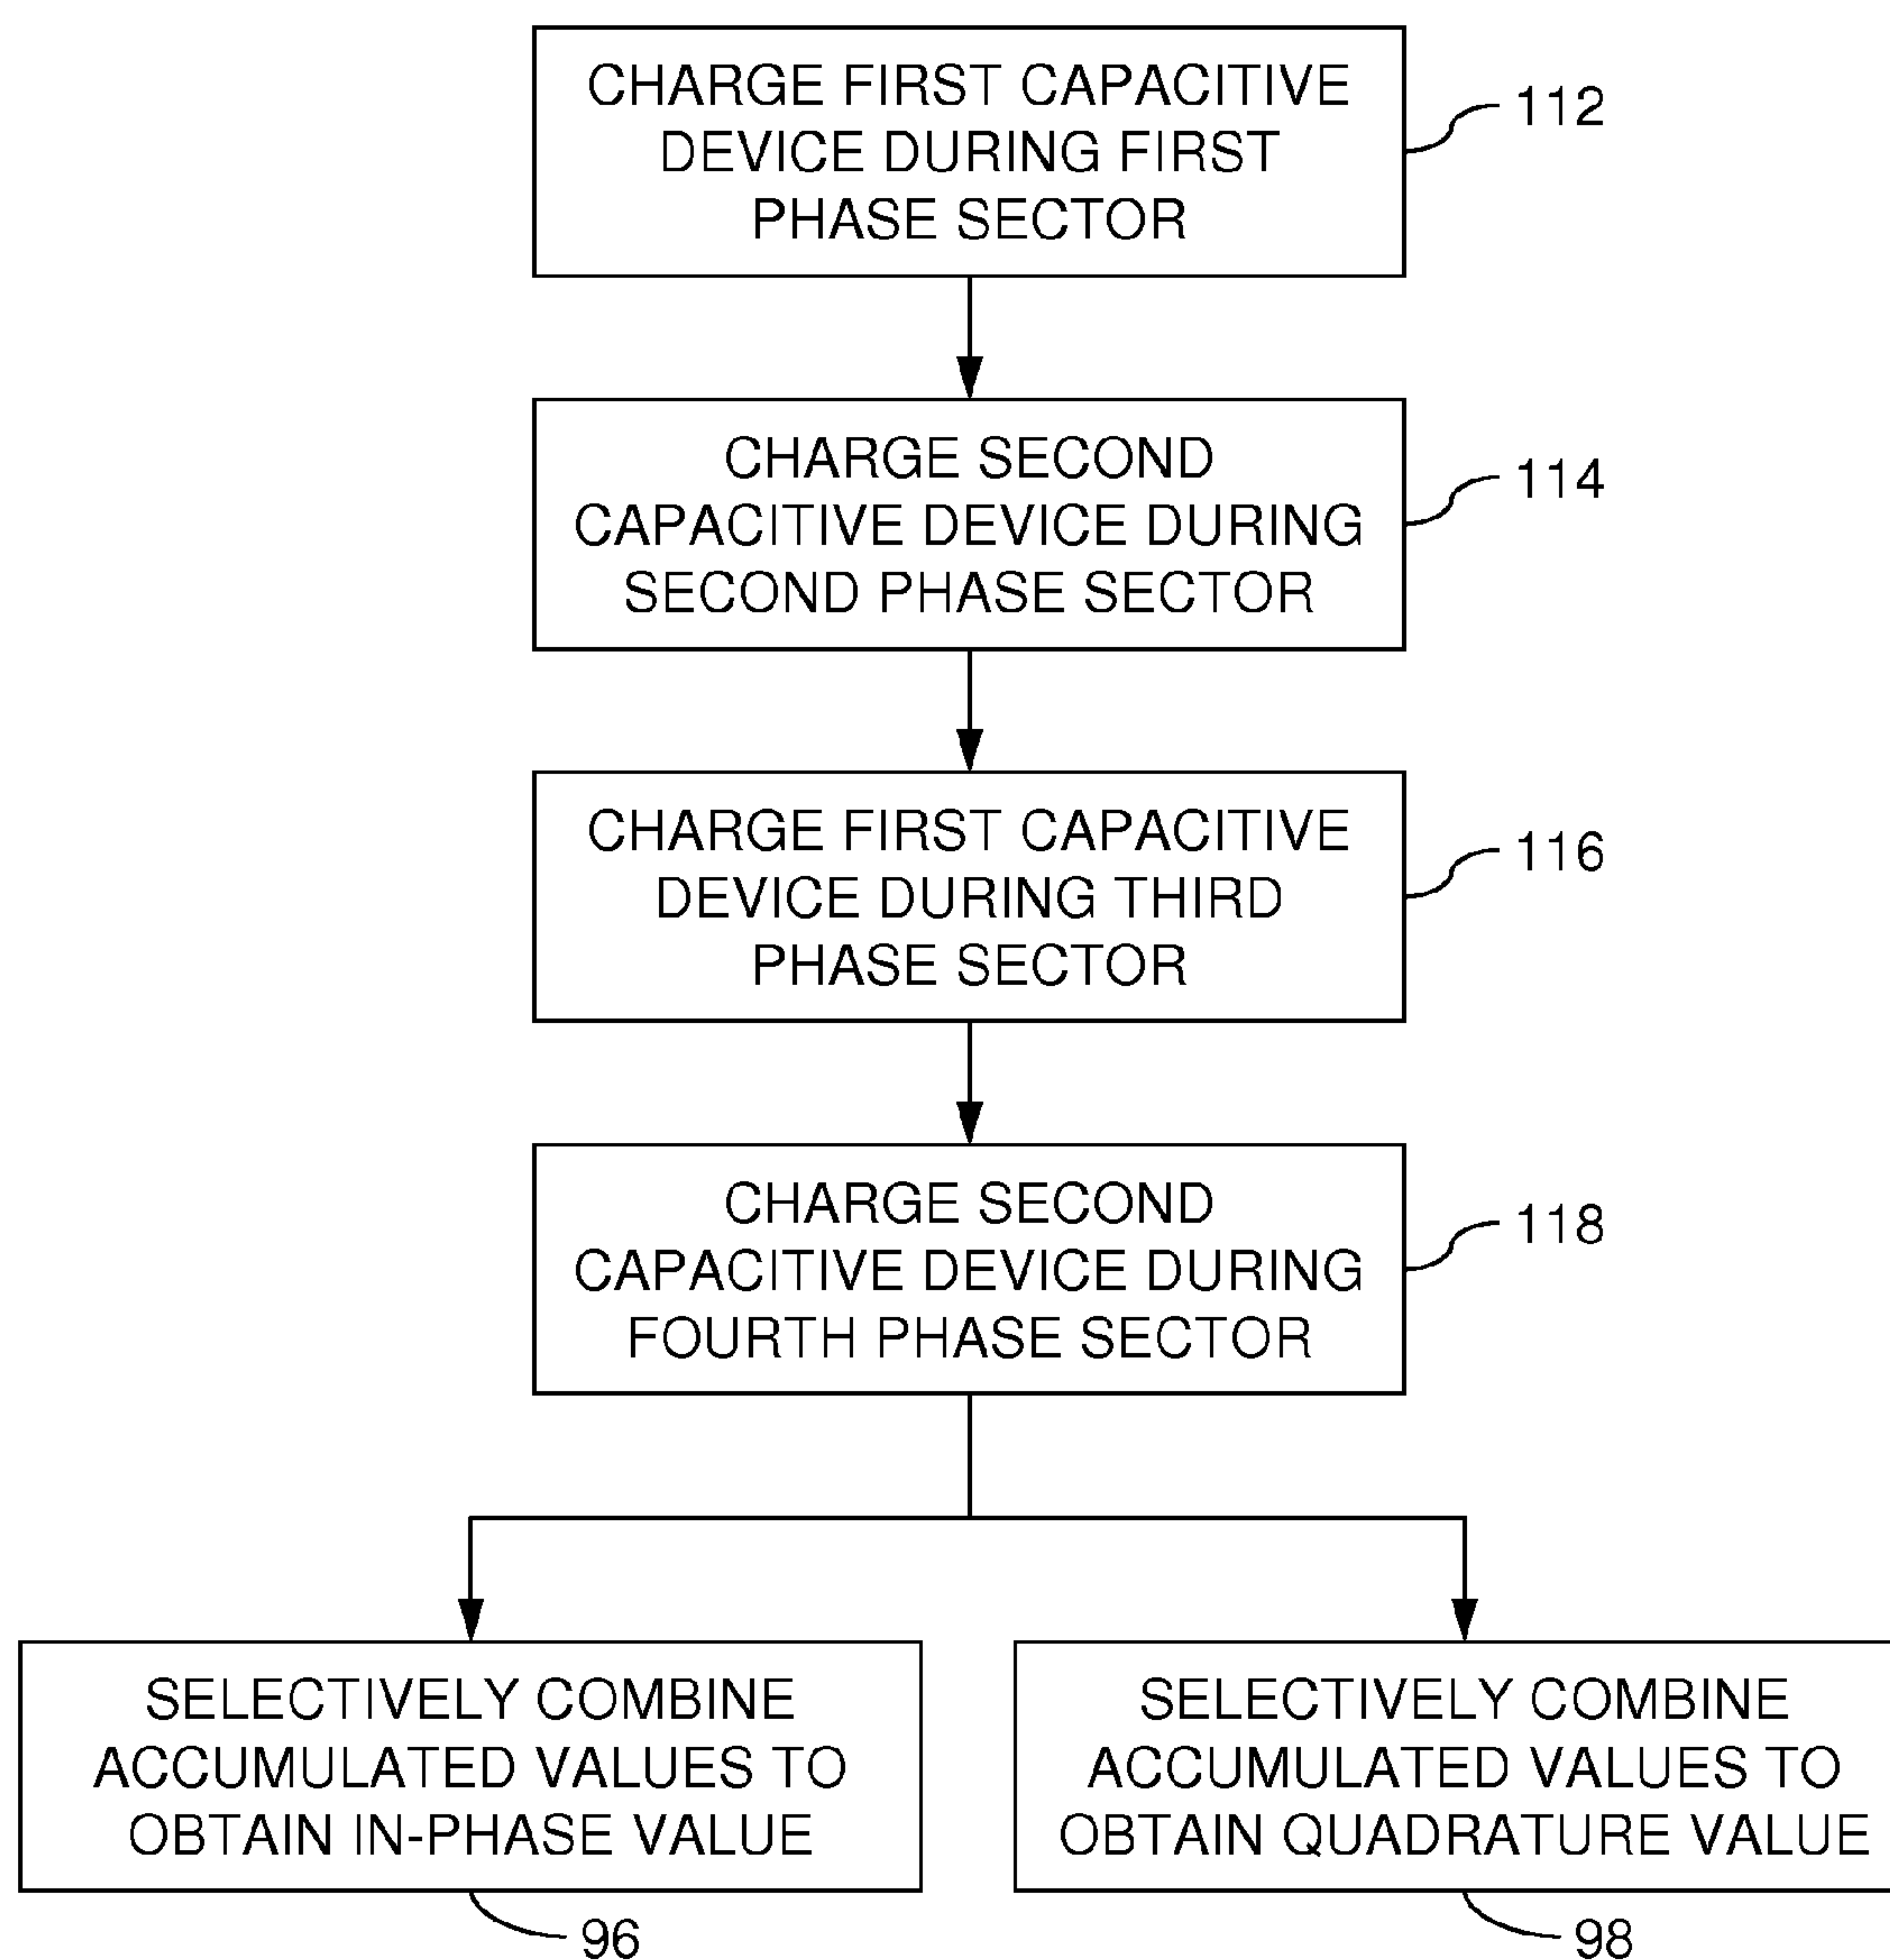 CHARGE FIRST CAPACITIVE
DEVICE DURING FIRST
PHASE SECTOR
112
CHARGE SECOND
CAPACITIVE DEVICE DURING
SECOND PHASE SECTOR
114
CHARGE FIRST CAPACITIVE
DEVICE DURING THIRD
PHASE SECTOR
116
CHARGE SECOND
CAPACITIVE DEVICE DURING
FOURTH PHASE SECTOR
118
SELECTIVELY COMBINE
ACCUMULATED VALUES TO
OBTAIN IN-PHASE VALUE
96
SELECTIVELY COMBINE
ACCUMULATED VALUES TO
OBTAIN QUADRATURE VALUE
98